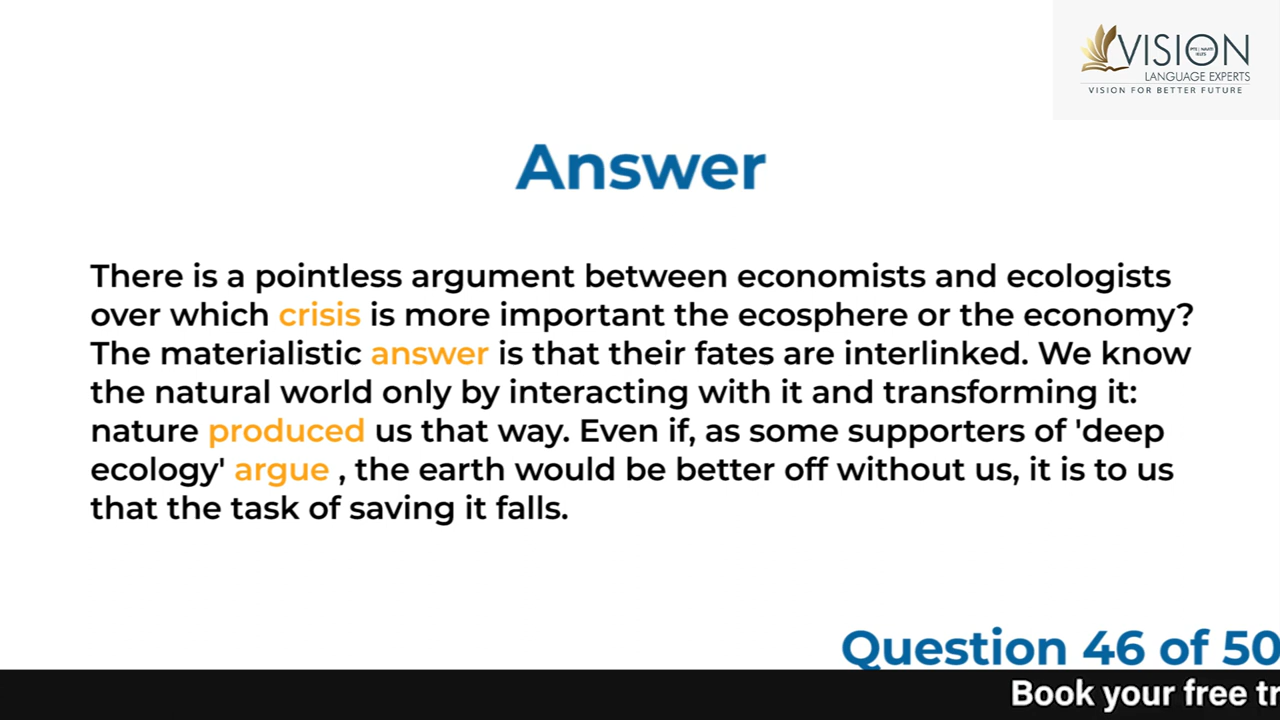 VISION
LANGUAGE EXPERTS
VISION FOR BETTER FUTURE
Answer
There is a pointless argument between economists and ecologists
over which crisis is more important the ecosphere or the economy?
The materialistic answer is that their fates are interlinked. We know
the natural world only by interacting with it and transforming it:
nature produced us that way. Even if, as some supporters of 'deep
ecology' argue , the earth would be better off without us, it is to us
that the task of saving it falls.
Question 46 of 50
Book your free tr